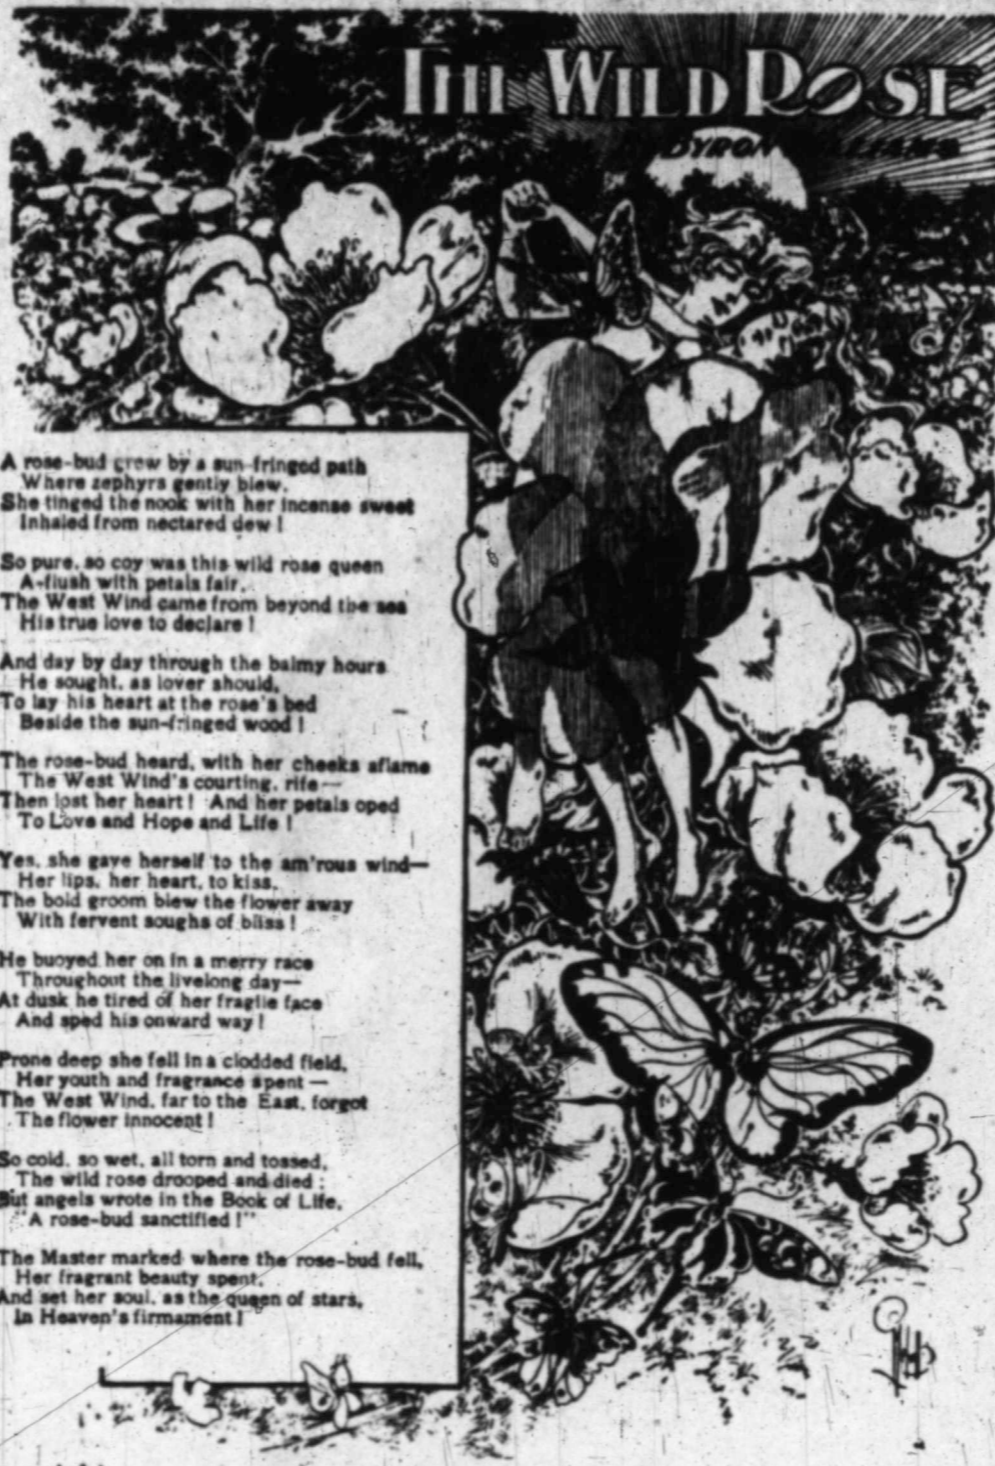 THE WILD ROSE
BYRON WILLIAMS
A rose-bud grew by a sun-fringed path
Where zephyrs gently blew,
She tinged the nook with her incense sweet
Inhaled from nectared dew!
So pure, so coy was this wild rose queen
A-flush with petals fair,
The West Wind came from beyond the sea
His true love to declare!
And day by day through the balmy hours
He sought, as lover should,
To lay his heart at the rose's bed
Beside the sun-fringed wood!
The rose-bud heard, with her cheeks aflame
The West Wind's courting, rife—
Then lost her heart! And her petals oped
To Love and Hope and Life!
Yes, she gave herself to the am'rous wind—
Her lips, her heart, to kiss,
The bold groom blew the flower away
With fervent soughs of bliss!
He buoyed her on in a merry race
Throughout the livelong day—
At dusk he tired of her fragile face
And sped his onward way!
Prone deep she fell in a clodded field,
Her youth and fragrance spent—
The West Wind, far to the East, forgot
The flower innocent!
So cold, so wet, all torn and tossed,
The wild rose drooped and died;
But angels wrote in the Book of Life,
"A rose-bud sanctified!"
The Master marked where the rose-bud fell,
Her fragrant beauty spent,
And set her soul, as the queen of stars,
In Heaven's firmament!